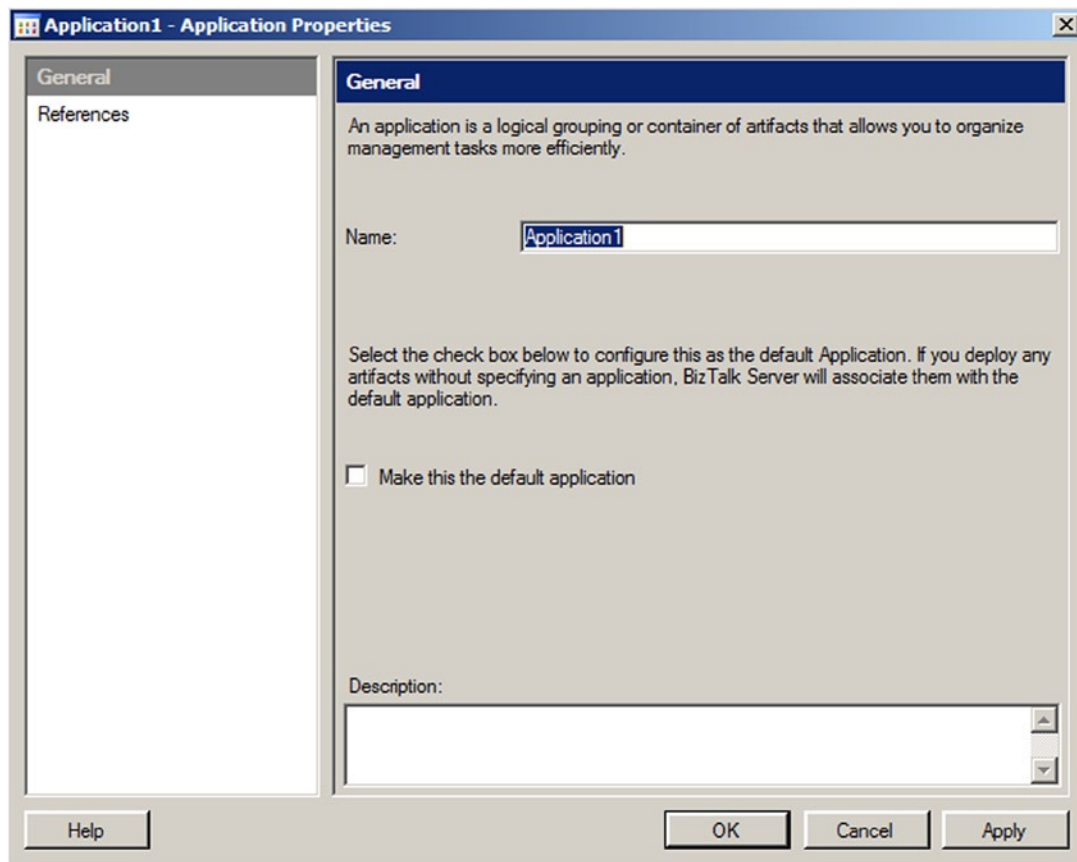 Application1 - Application Properties
General
References
General
An application is a logical grouping or container of artifacts that allows you to organize
management tasks more efficiently.
Name:
Application1
Select the check box below to configure this as the default Application. If you deploy any
artifacts without specifying an application, BizTalk Server will associate them with the
default application.
Make this the default application
Description:
Help
OK
Cancel
Apply